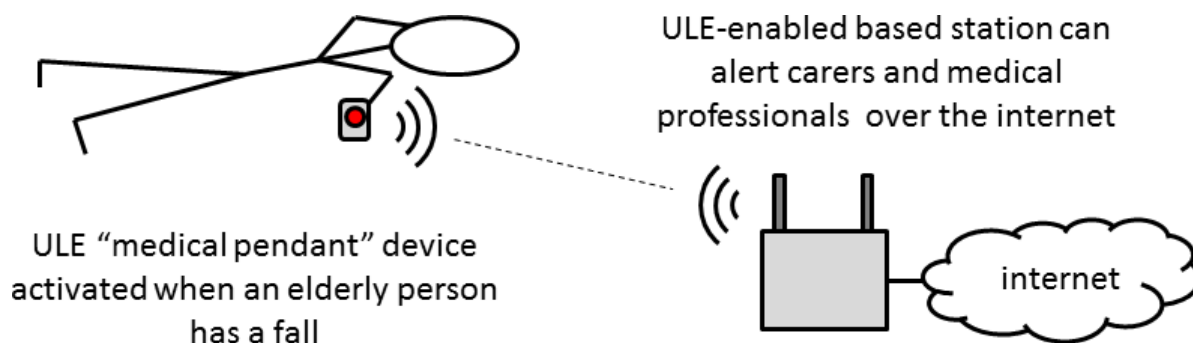 ULE-enabled based station can
alert carers and medical
professionals over the internet
ULE “medical pendant” device
activated when an elderly person
has a fall
internet